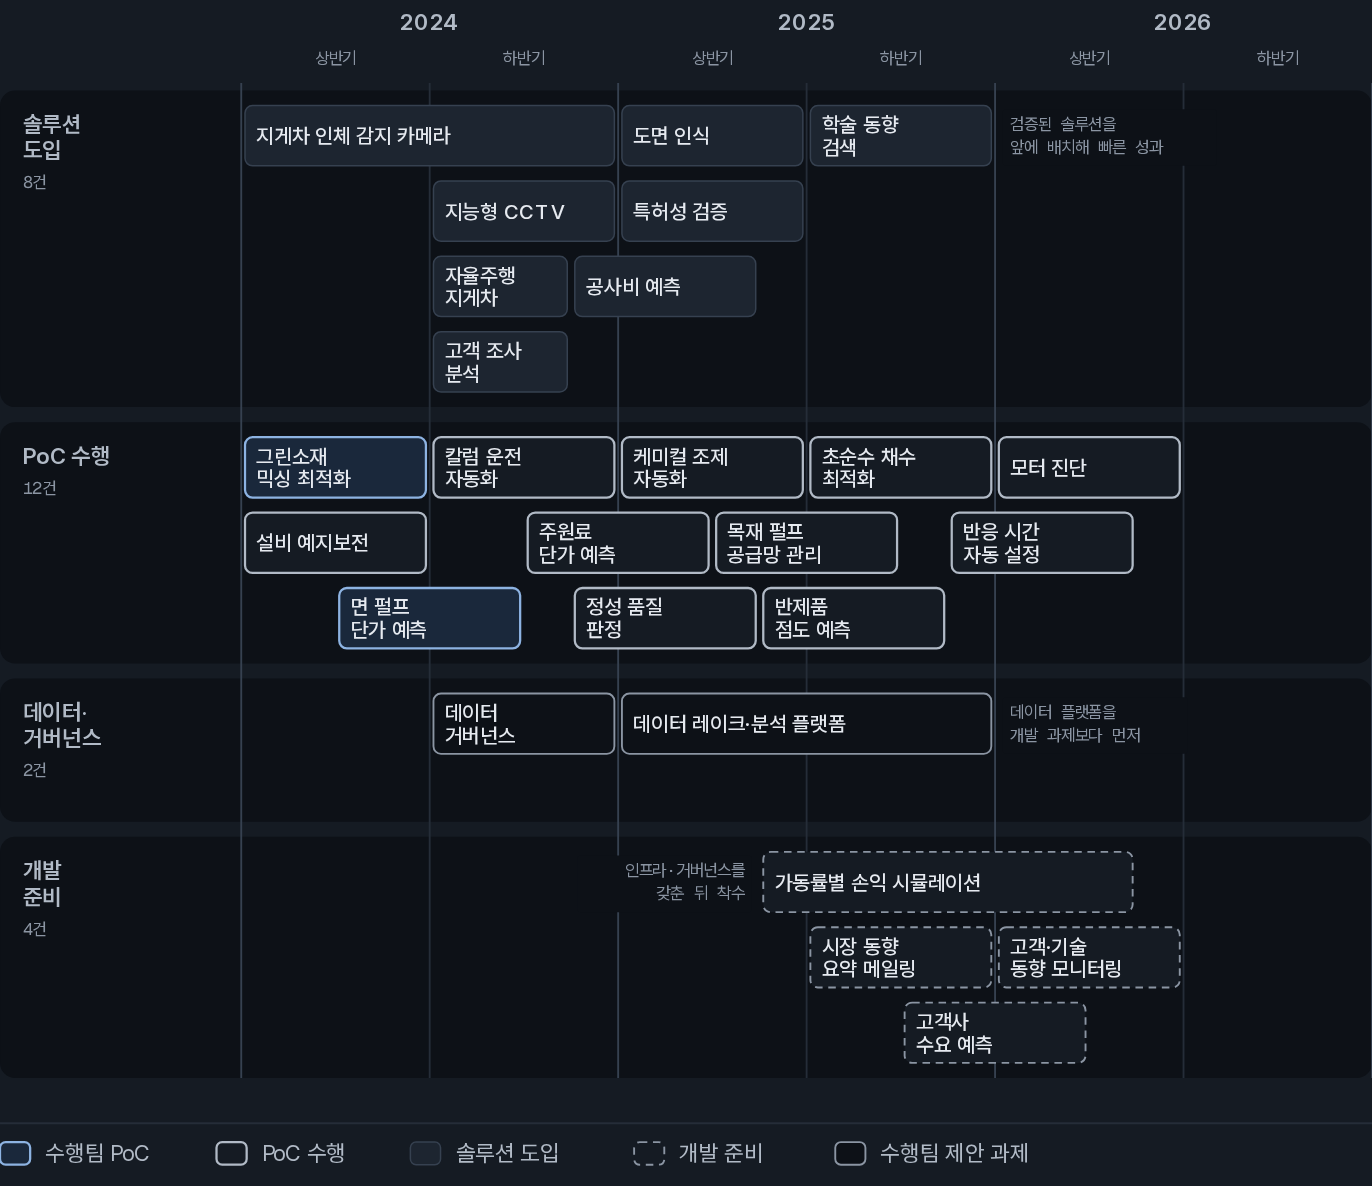 2024
2025
2026
상반기
하반기
상반기
하반기
상반기
하반기
솔루션
도입
8건
지게차 인체 감지 카메라
도면 인식
학술 동향
검색
검증된 솔루션을
앞에 배치해 빠른 성과
지능형 CCTV
특허성 검증
자율주행
지게차
공사비 예측
고객 조사
분석
PoC 수행
12건
그린소재
믹싱 최적화
칼럼 운전
자동화
케미컬 조제
자동화
초순수 채수
최적화
모터 진단
설비 예지보전
주원료
단가 예측
목재 펄프
공급망 관리
반응 시간
자동 설정
면 펄프
단가 예측
정성 품질
판정
반제품
점도 예측
데이터·
거버넌스
2건
데이터
거버넌스
데이터 레이크·분석 플랫폼
데이터 플랫폼을
개발 과제보다 먼저
개발
준비
4건
인프라·거버넌스를
갖춘 뒤 착수
가동률별 손익 시뮬레이션
시장 동향
요약 메일링
고객·기술
동향 모니터링
고객사
수요 예측
수행팀 PoC
PoC 수행
솔루션 도입
개발 준비
수행팀 제안 과제